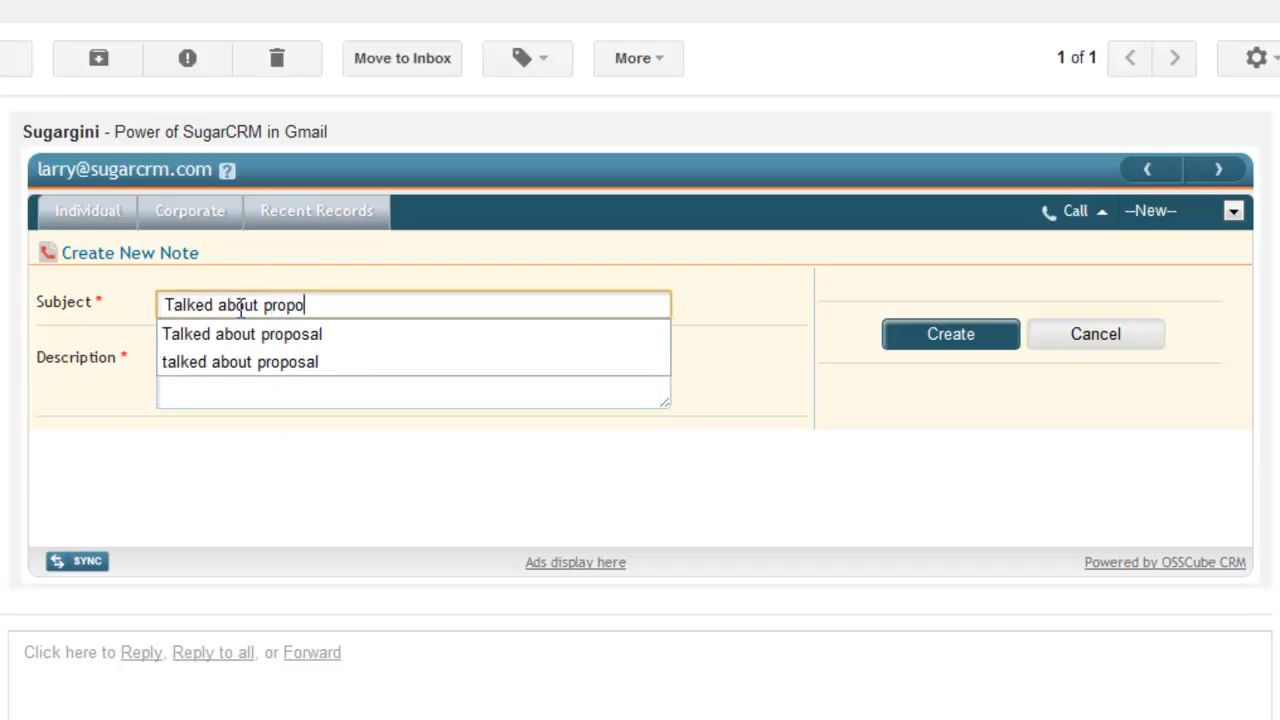 Move to Inbox
More
1 of 1
Sugargini - Power of SugarCRM in Gmail
larry@sugarcrm.com ?
Individual Corporate Recent Records
Call --New--
Create New Note
Subject *
Talked about propo
Talked about proposal
talked about proposal
Description *
Create
Cancel
SYNC
Ads display here
Powered by OSSCube CRM
Click here to Reply, Reply to all, or Forward